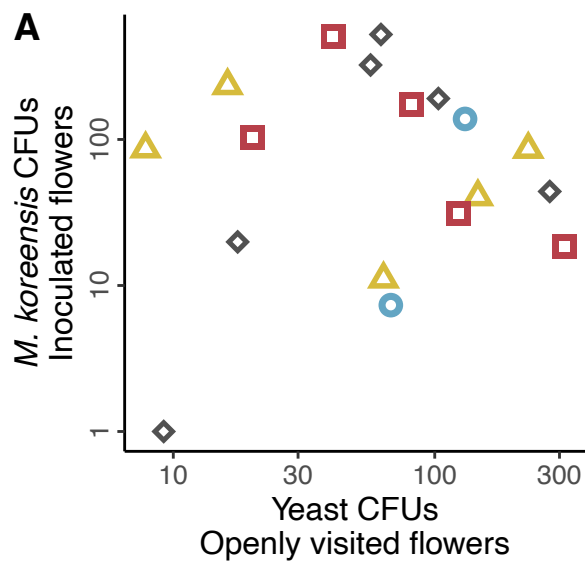 A
M. koreensis CFUs
Inoculated flowers
100
10
1
10
30
100
300
Yeast CFUs
Openly visited flowers